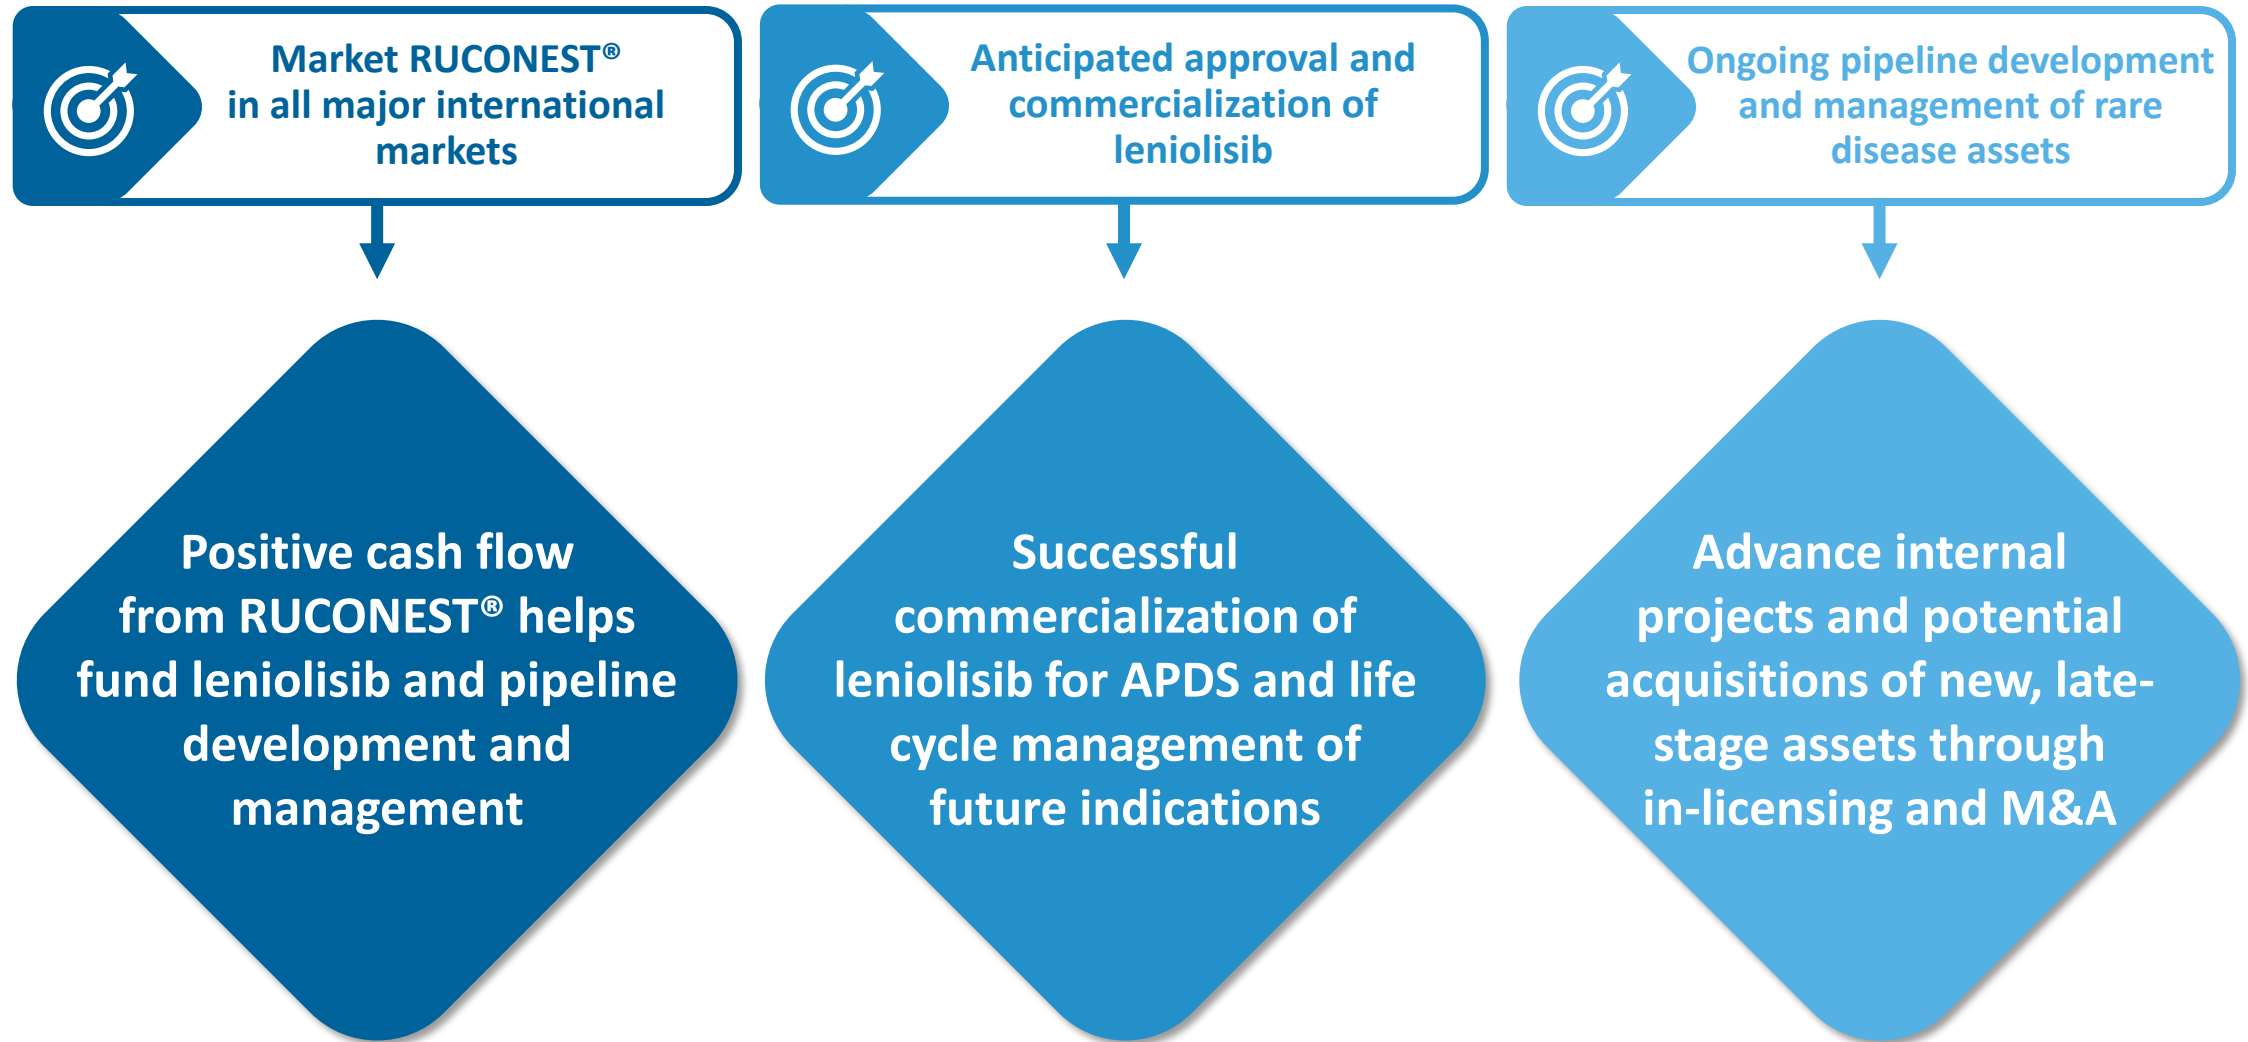 Market RUCONEST®
in all major international
markets
Anticipated approval and
commercialization of
leniolisib
Ongoing pipeline development
and management of rare
disease assets
Positive cash flow
from RUCONEST® helps
fund leniolisib and pipeline
development and
management
Successful
commercialization of
leniolisib for APDS and life
cycle management of
future indications
Advance internal
projects and potential
acquisitions of new, late-
stage assets through
in-licensing and M&A